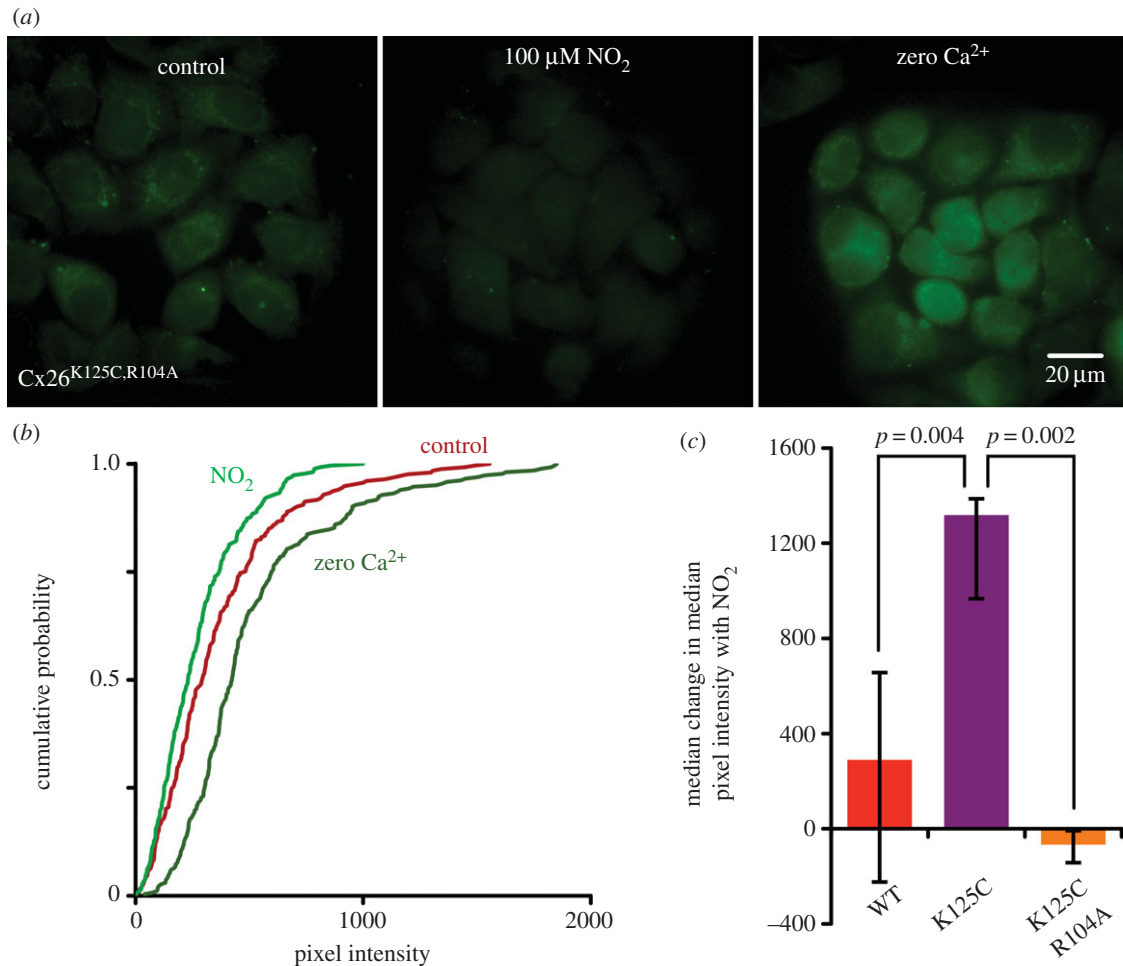 (a)
control
100 μM NO₂
zero Ca²⁺
Cx26ᴷ¹²⁵ᶜ,ᴿ¹⁰⁴ᴬ
20 μm
(b)
1.0
0.5
0
cumulative probability
NO₂
control
zero Ca²⁺
0
1000
2000
pixel intensity
(c)
p = 0.004
p = 0.002
1600
1200
800
400
0
–400
median change in median
pixel intensity with NO₂
WT
K125C
K125C
R104A